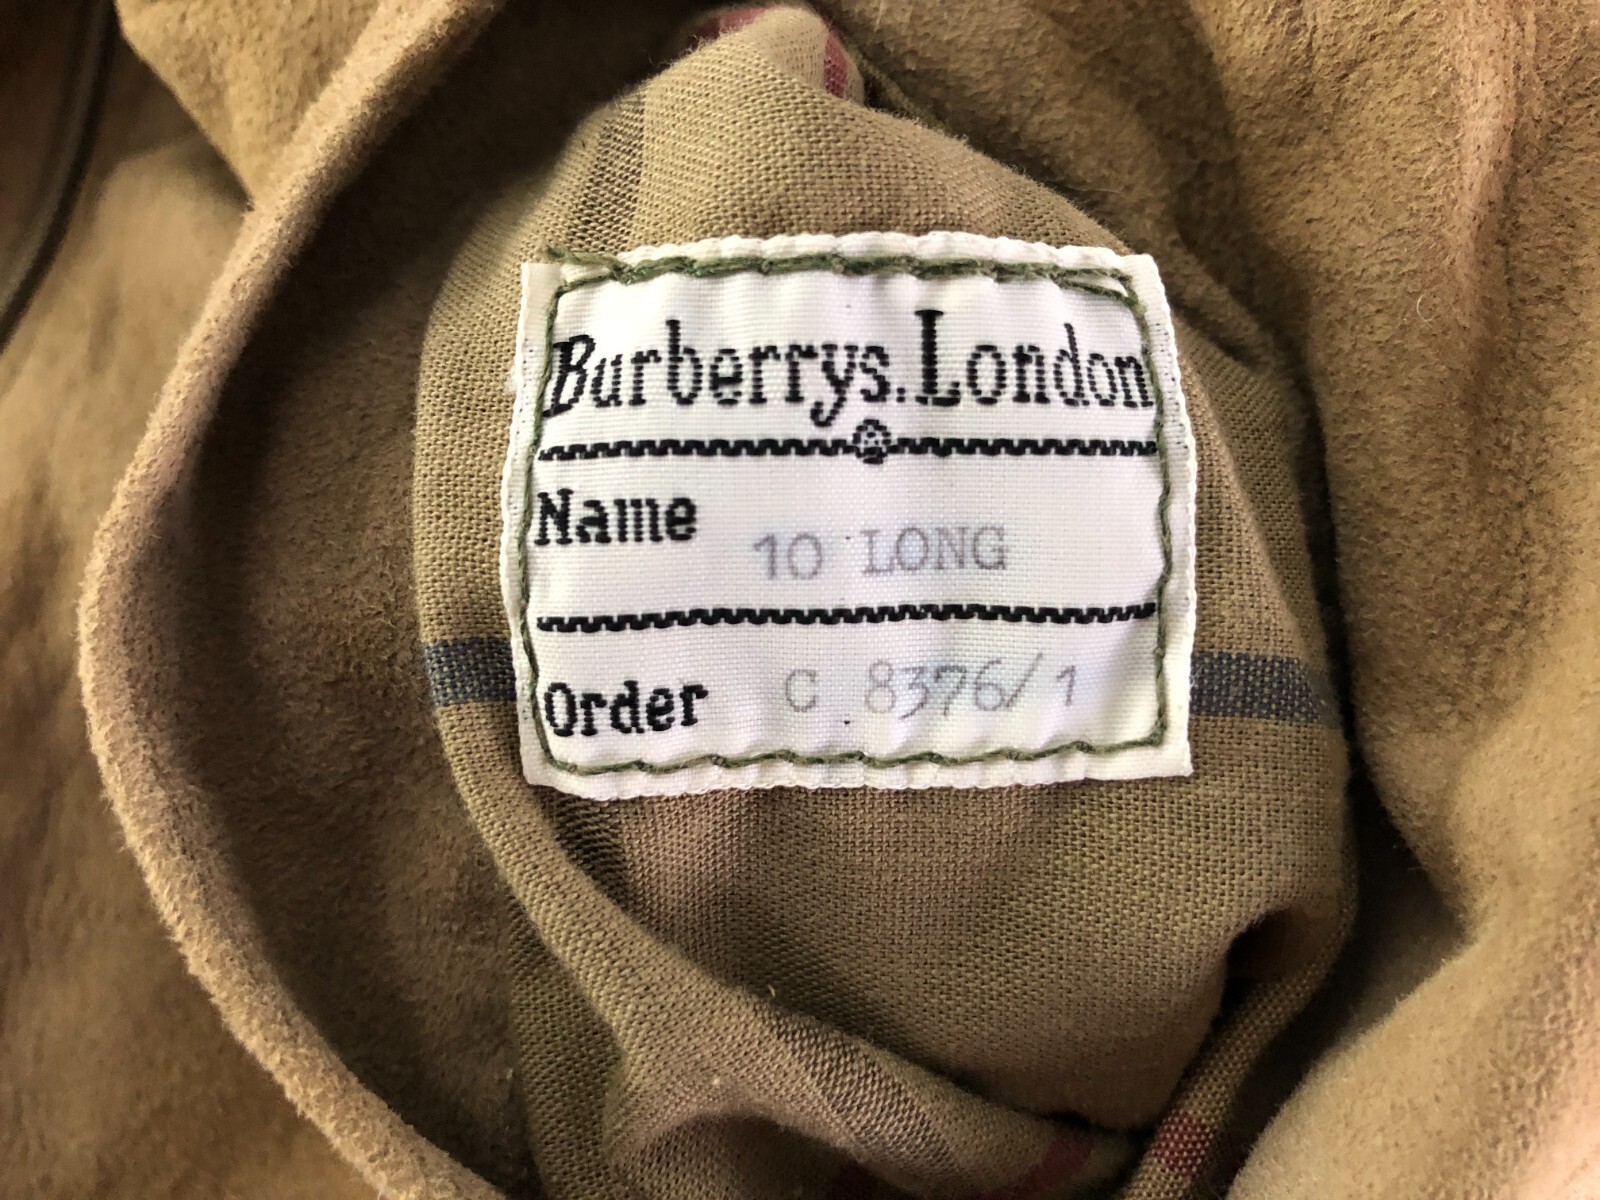 Burberrys. London
Name 10 LONG
Order C 8376/1